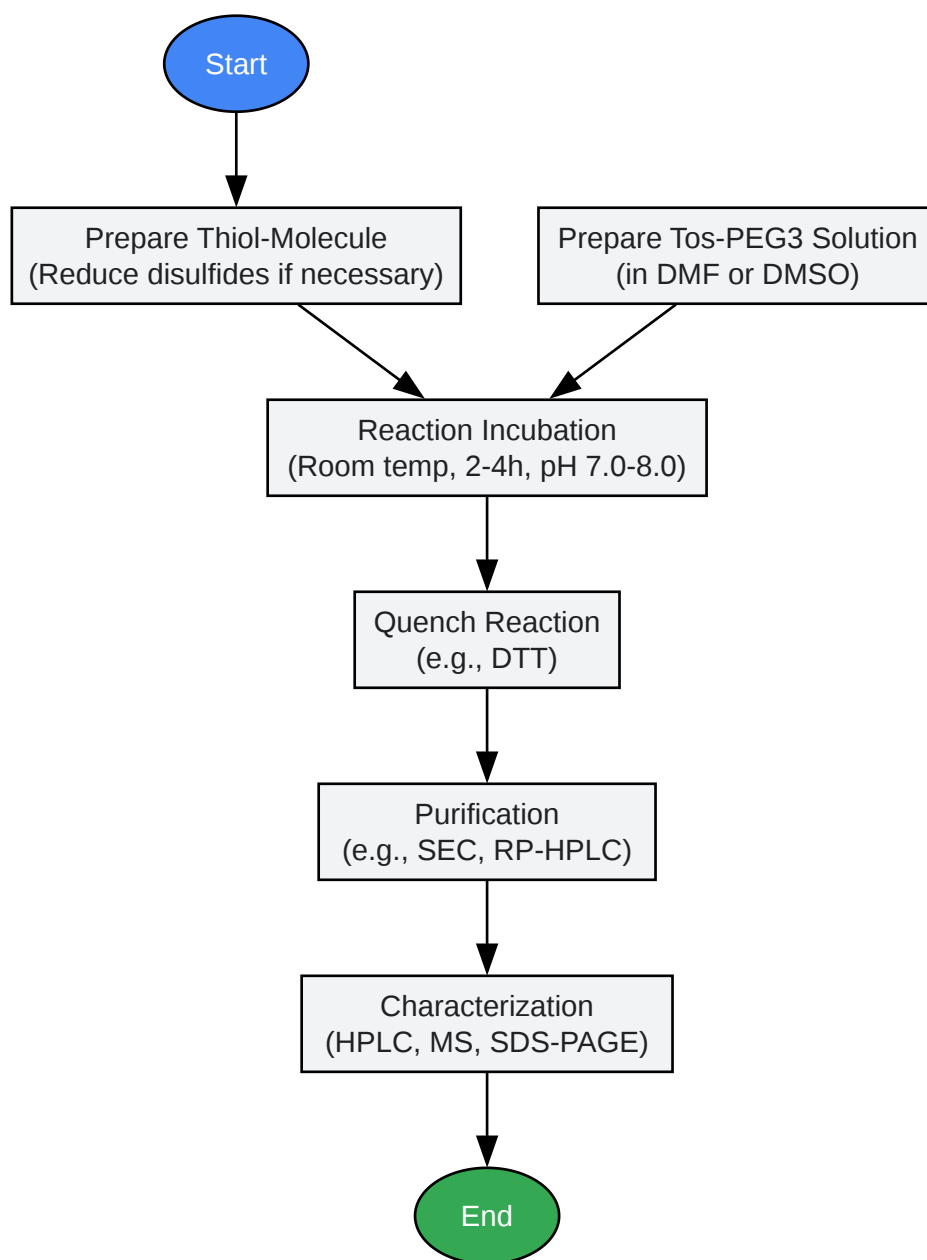 Start
Prepare Thiol-Molecule
(Reduce disulfides if necessary)
Prepare Tos-PEG3 Solution
(in DMF or DMSO)
Reaction Incubation
(Room temp, 2-4h, pH 7.0-8.0)
Quench Reaction
(e.g., DTT)
Purification
(e.g., SEC, RP-HPLC)
Characterization
(HPLC, MS, SDS-PAGE)
End